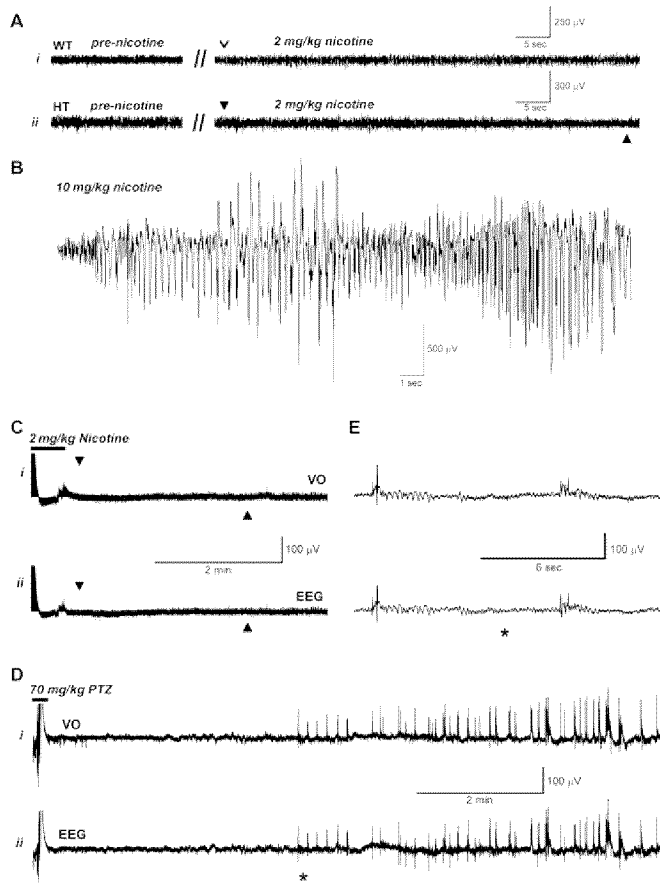 A
250 µV
5 sec
i
WT
pre-nicotine
//
2 mg/kg nicotine
300 µV
5 sec
ii
HT
pre-nicotine
//
2 mg/kg nicotine
B
10 mg/kg nicotine
500 µV
1 sec
C
2 mg/kg Nicotine
i
VO
100 µV
2 min
ii
EEG
E
100 µV
6 sec
*
D
70 mg/kg PTZ
i
VO
100 µV
2 min
ii
EEG
*